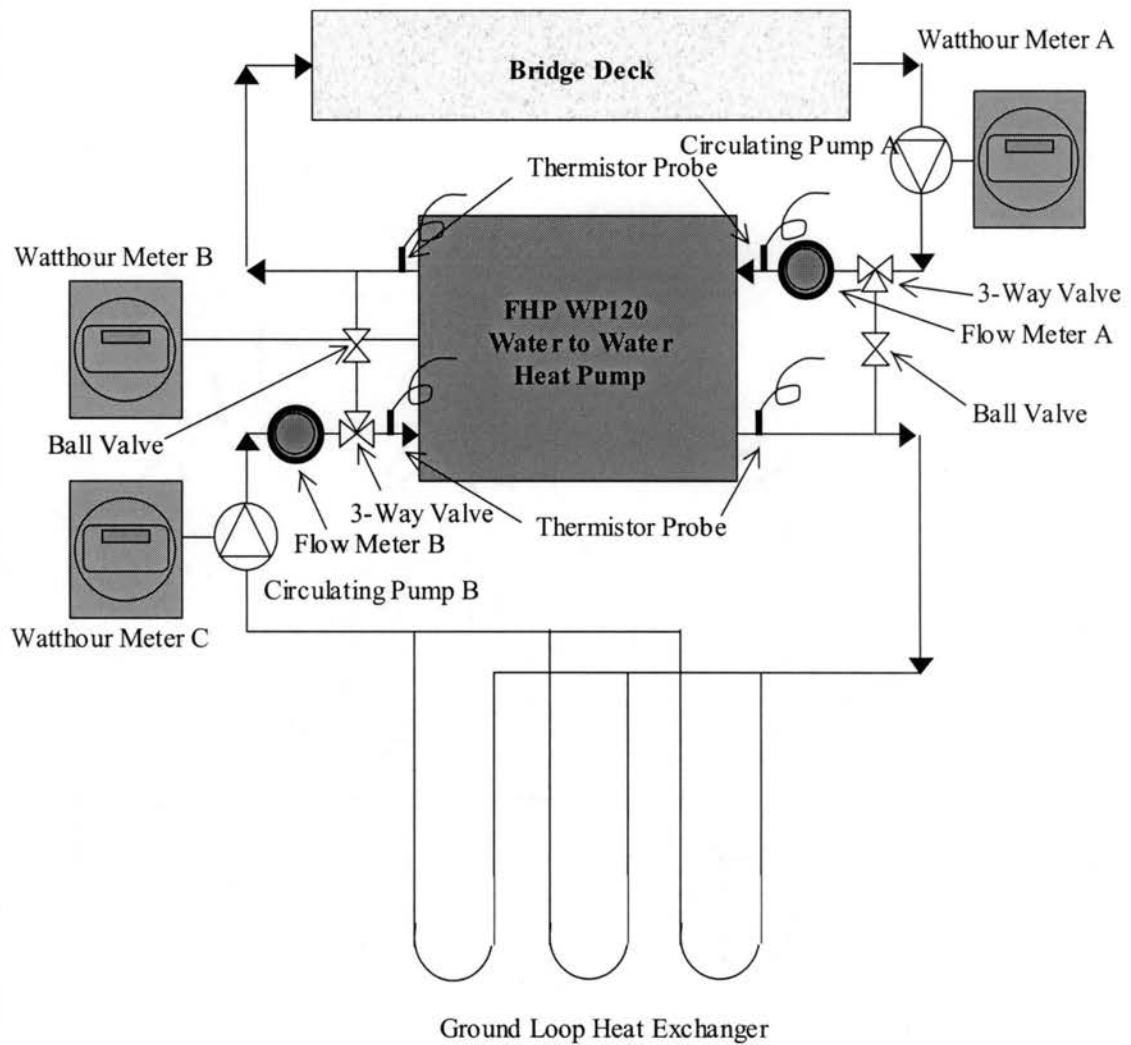 Watthour Meter A
Bridge Deck
Circulating Pump A
Thermistor Probe
Watthour Meter B
3-Way Valve
FHP WP120
Water to Water
Heat Pump
Flow Meter A
Ball Valve
Ball Valve
3-Way Valve
Thermistor Probe
Flow Meter B
Circulating Pump B
Watthour Meter C
Ground Loop Heat Exchanger